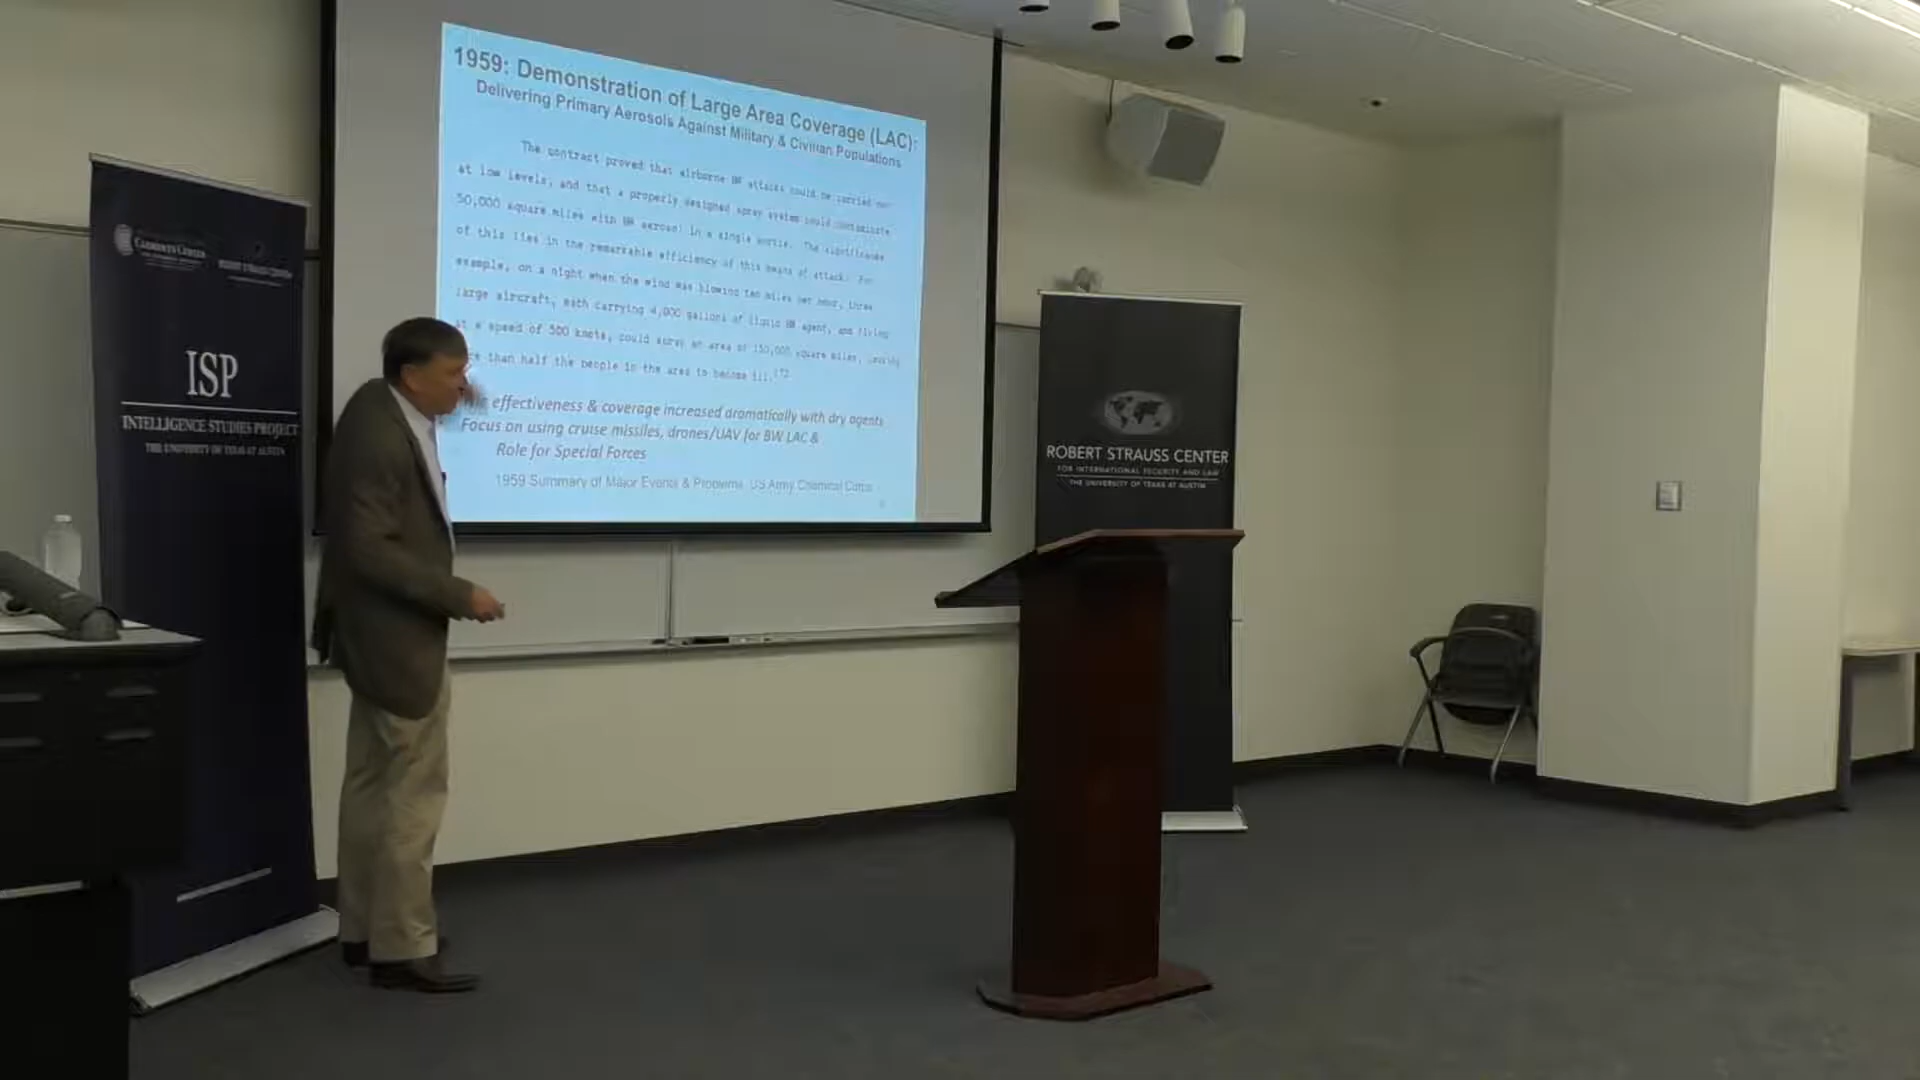 1959: Demonstration of Large Area Coverage (LAC):
Delivering Primary Aerosols Against Military & Civilian Populations
The contract proved that airborne BW attacks could be carried out
at low levels, and that a properly designed spray system could contaminate
50,000 square miles with BW aerosol in a single sortie. The significance
of this lies in the remarkable efficiency of this means of attack. For
example, on a night when the wind was blowing ten miles per hour, three
large aircraft, each carrying 4,000 gallons of liquid BW agent, and flying
at a speed of 500 knots, could spray an area of 150,000 square miles, causing
than half the people in the area to become ill.
effectiveness & coverage increased dramatically with dry agents
Focus on using cruise missiles, drones/UAV for BW LAC &
Role for Special Forces
1959 Summary of Major Events & Problems, US Army Chemical Corps
CLEMENTS CENTER
ROBERT STRAUSS CENTER
ISP
INTELLIGENCE STUDIES PROJECT
THE UNIVERSITY OF TEXAS AT AUSTIN
ROBERT STRAUSS CENTER
FOR INTERNATIONAL SECURITY AND LAW
THE UNIVERSITY OF TEXAS AT AUSTIN